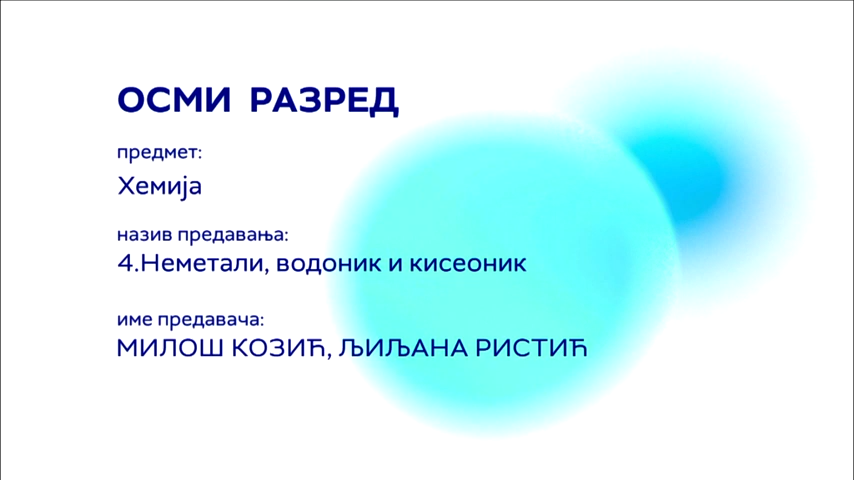 ОСМИ РАЗРЕД
предмет:
Хемија
назив предавања:
4.Неметали, водоник и кисеоник
име предавача:
МИЛОШ КОЗИЋ, ЉИЉАНА РИСТИЋ